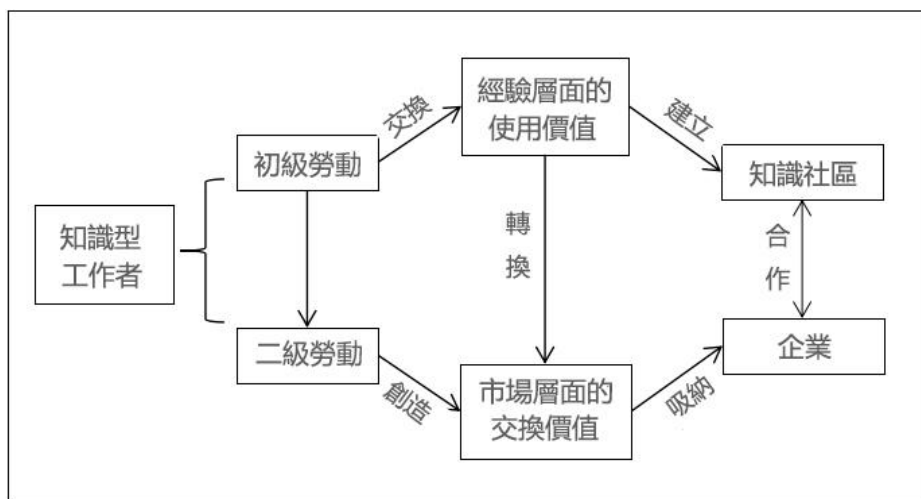 知識型
工作者
初級勞動
二級勞動
交換
創造
經驗層面的
使用價值
轉
換
市場層面的
交換價值
建立
吸納
知識社區
合
作
企業